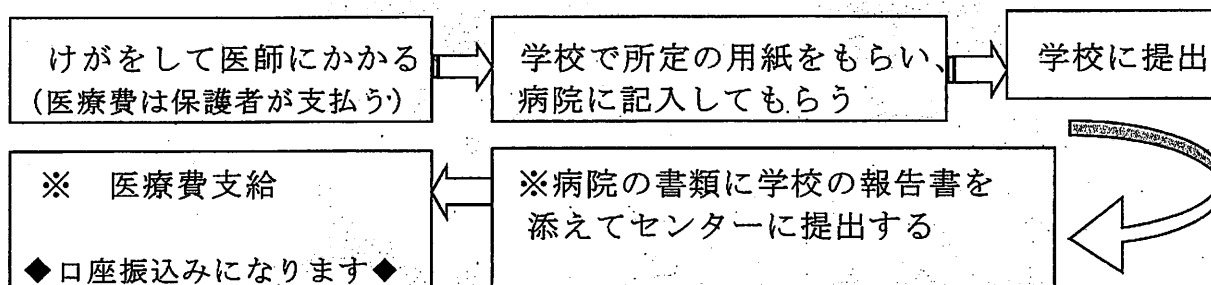 けがをして医師にかかる
(医療費は保護者が支払う)
学校で所定の用紙をもらい、
病院に記入してもらう
学校に提出
※病院の書類に学校の報告書を
添えてセンターに提出する
※ 医療費支給
◆口座振込みになります◆